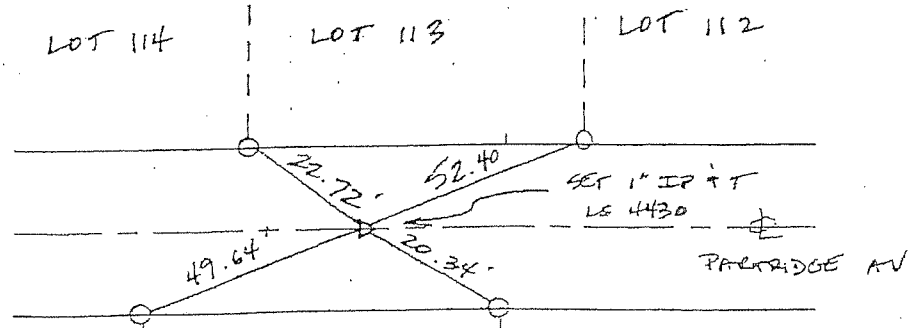 LOT 114
LOT 113
LOT 112
22.72'
52.40
SET 1" IP & T
LS 4430
49.64'
20.34'
℄
PARTRIDGE AV